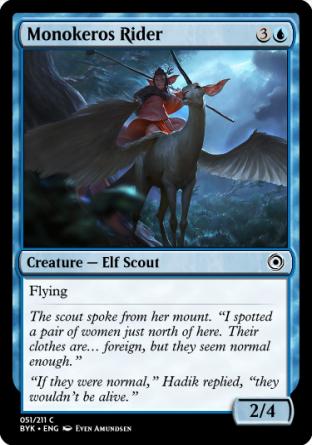 Monokeros Rider 3
Creature — Elf Scout
Flying
The scout spoke from her mount. “I spotted
a pair of women just north of here. Their
clothes are… foreign, but they seem normal
enough.”
“If they were normal,” Hadik replied, “they
wouldn’t be alive.”
051/211 C
BYK • ENG Even Amundsen
2/4